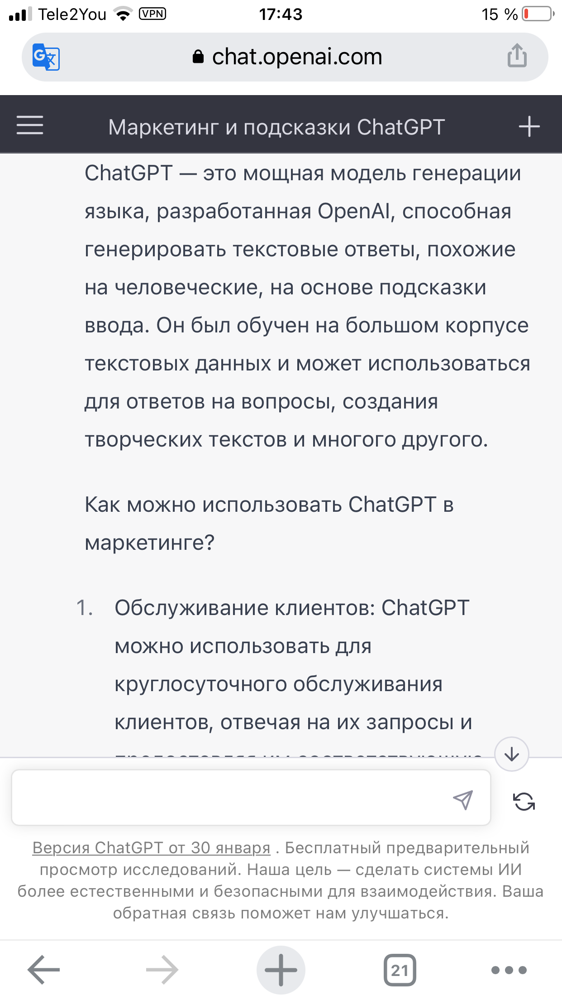 Tele2You VPN 17:43 15 %
chat.openai.com
Маркетинг и подсказки ChatGPT
ChatGPT — это мощная модель генерации
языка, разработанная OpenAI, способная
генерировать текстовые ответы, похожие
на человеческие, на основе подсказки
ввода. Он был обучен на большом корпусе
текстовых данных и может использоваться
для ответов на вопросы, создания
творческих текстов и многого другого.
Как можно использовать ChatGPT в
маркетинге?
1. Обслуживание клиентов: ChatGPT
можно использовать для
круглосуточного обслуживания
клиентов, отвечая на их запросы и
предоставляя им соответствующую
Версия ChatGPT от 30 января . Бесплатный предварительный
просмотр исследований. Наша цель — сделать системы ИИ
более естественными и безопасными для взаимодействия. Ваша
обратная связь поможет нам улучшаться.
21